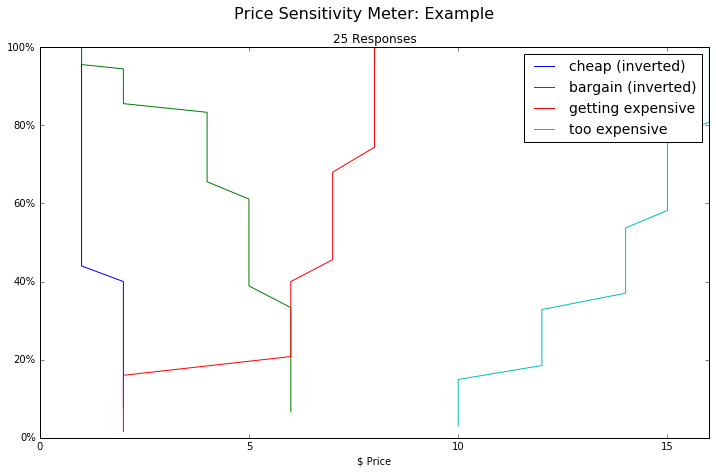 Price Sensitivity Meter: Example
25 Responses
100%
80%
60%
40%
20%
0%
cheap (inverted)
bargain (inverted)
getting expensive
too expensive
0 5 10 15
$ Price